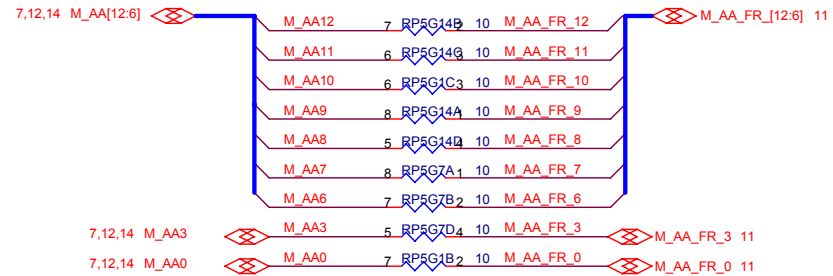 7,12,14 M_AA[12:6] M_AA_FR_[12:6] 11
M_AA12 7 RP5G14B 2 10 M_AA_FR_12
M_AA11 6 RP5G14C 3 10 M_AA_FR_11
M_AA10 6 RP5G1C 3 10 M_AA_FR_10
M_AA9 8 RP5G14A 1 10 M_AA_FR_9
M_AA8 5 RP5G14D 4 10 M_AA_FR_8
M_AA7 8 RP5G7A 1 10 M_AA_FR_7
M_AA6 7 RP5G7B 2 10 M_AA_FR_6
7,12,14 M_AA3 M_AA3 5 RP5G7D 4 10 M_AA_FR_3 M_AA_FR_3 11
7,12,14 M_AA0 M_AA0 7 RP5G1B 2 10 M_AA_FR_0 M_AA_FR_0 11